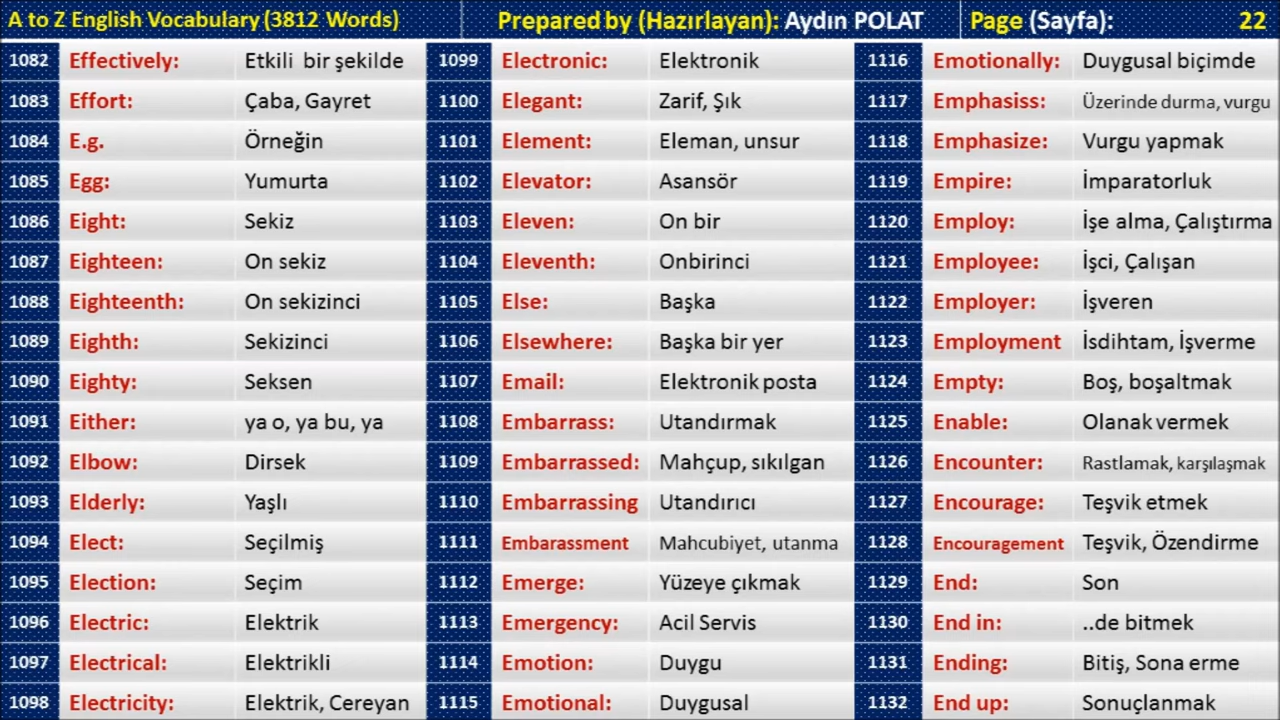 A to Z English Vocabulary (3812 Words) Prepared by (Hazırlayan): Aydın POLAT Page (Sayfa): 22
1082 Effectively: Etkili bir şekilde 1099 Electronic: Elektronik 1116 Emotionally: Duygusal biçimde
1083 Effort: Çaba, Gayret 1100 Elegant: Zarif, Şık 1117 Emphasiss: Üzerinde durma, vurgu
1084 E.g. Örneğin 1101 Element: Eleman, unsur 1118 Emphasize: Vurgu yapmak
1085 Egg: Yumurta 1102 Elevator: Asansör 1119 Empire: İmparatorluk
1086 Eight: Sekiz 1103 Eleven: On bir 1120 Employ: İşe alma, Çalıştırma
1087 Eighteen: On sekiz 1104 Eleventh: Onbirinci 1121 Employee: İşci, Çalışan
1088 Eighteenth: On sekizinci 1105 Else: Başka 1122 Employer: İşveren
1089 Eighth: Sekizinci 1106 Elsewhere: Başka bir yer 1123 Employment İsdihtam, İşverme
1090 Eighty: Seksen 1107 Email: Elektronik posta 1124 Empty: Boş, boşaltmak
1091 Either: ya o, ya bu, ya 1108 Embarrass: Utandırmak 1125 Enable: Olanak vermek
1092 Elbow: Dirsek 1109 Embarrassed: Mahçup, sıkılgan 1126 Encounter: Rastlamak, karşılaşmak
1093 Elderly: Yaşlı 1110 Embarrassing Utandırıcı 1127 Encourage: Teşvik etmek
1094 Elect: Seçilmiş 1111 Embarassment Mahcubiyet, utanma 1128 Encouragement Teşvik, Özendirme
1095 Election: Seçim 1112 Emerge: Yüzeye çıkmak 1129 End: Son
1096 Electric: Elektrik 1113 Emergency: Acil Servis 1130 End in: ..de bitmek
1097 Electrical: Elektrikli 1114 Emotion: Duygu 1131 Ending: Bitiş, Sona erme
1098 Electricity: Elektrik, Cereyan 1115 Emotional: Duygusal 1132 End up: Sonuçlanmak